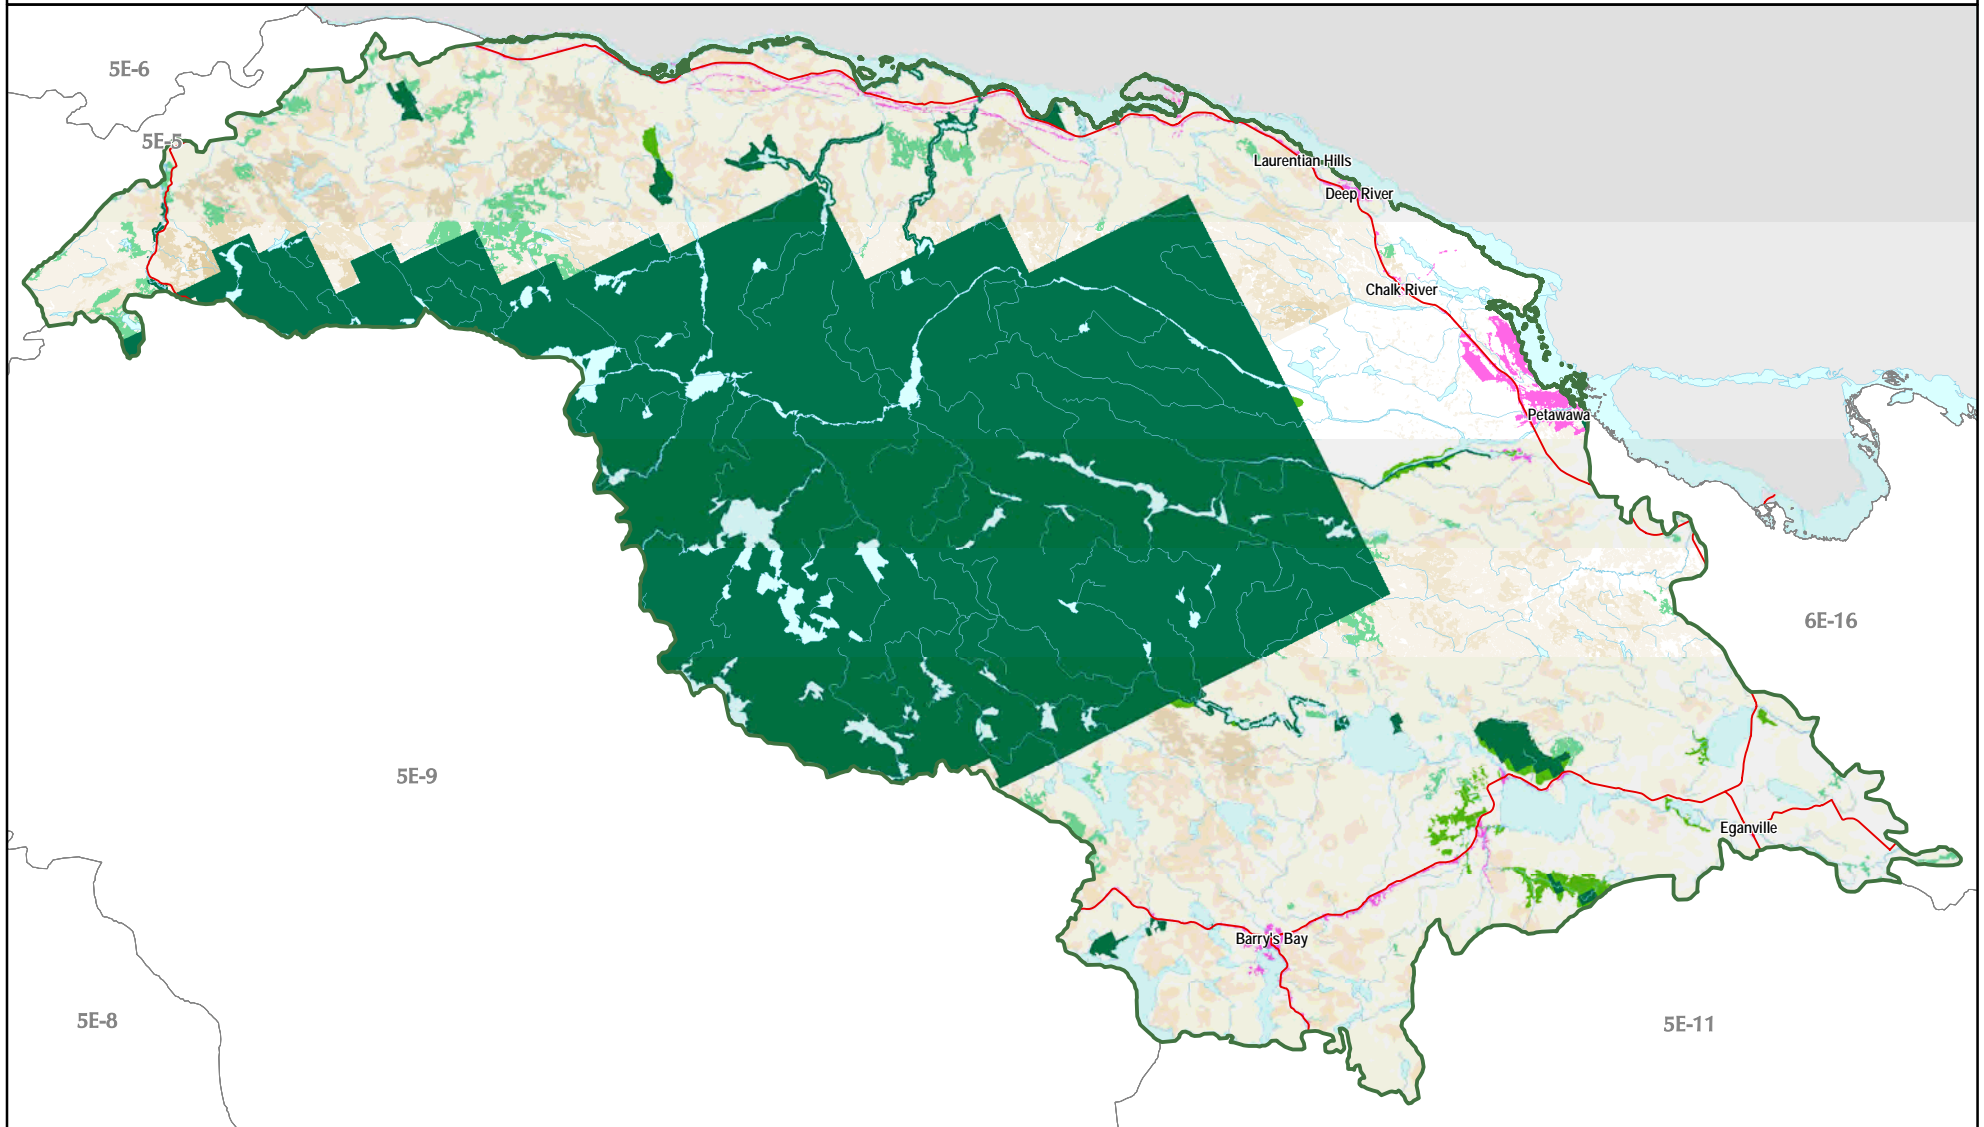 5E-6
5E-5
Laurentian Hills
Deep River
Chalk River
Petawawa
6E-16
5E-9
Eganville
Barry's Bay
5E-8
5E-11